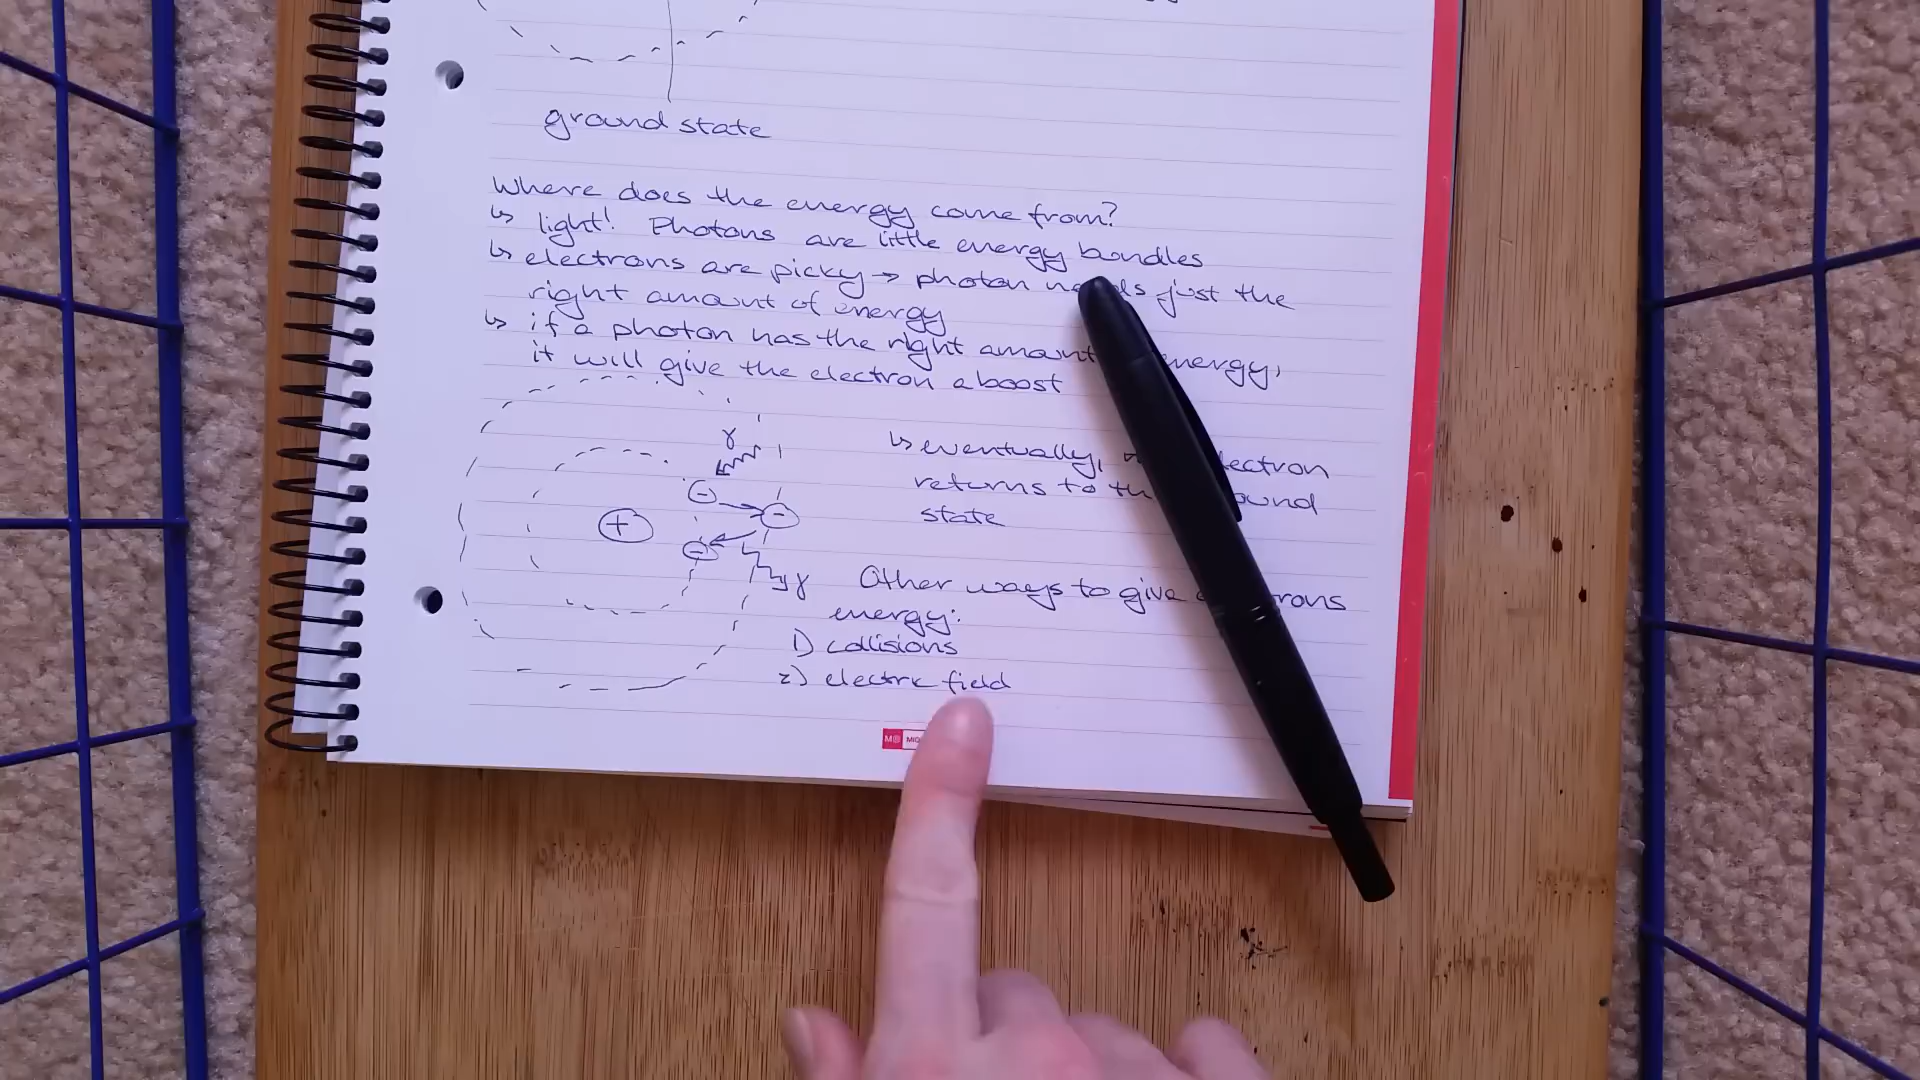 ground state
Where does the energy come from?
↳ light! Photons are little energy bundles
↳ electrons are picky → photon just the
right amount of energy
↳ if a photon has the right amount energy,
it will give the electron a boost
γ
-
-
+
-
γ
↳ eventually,
returns to
state
Other ways to give
energy:
1) collisions
2) electric field